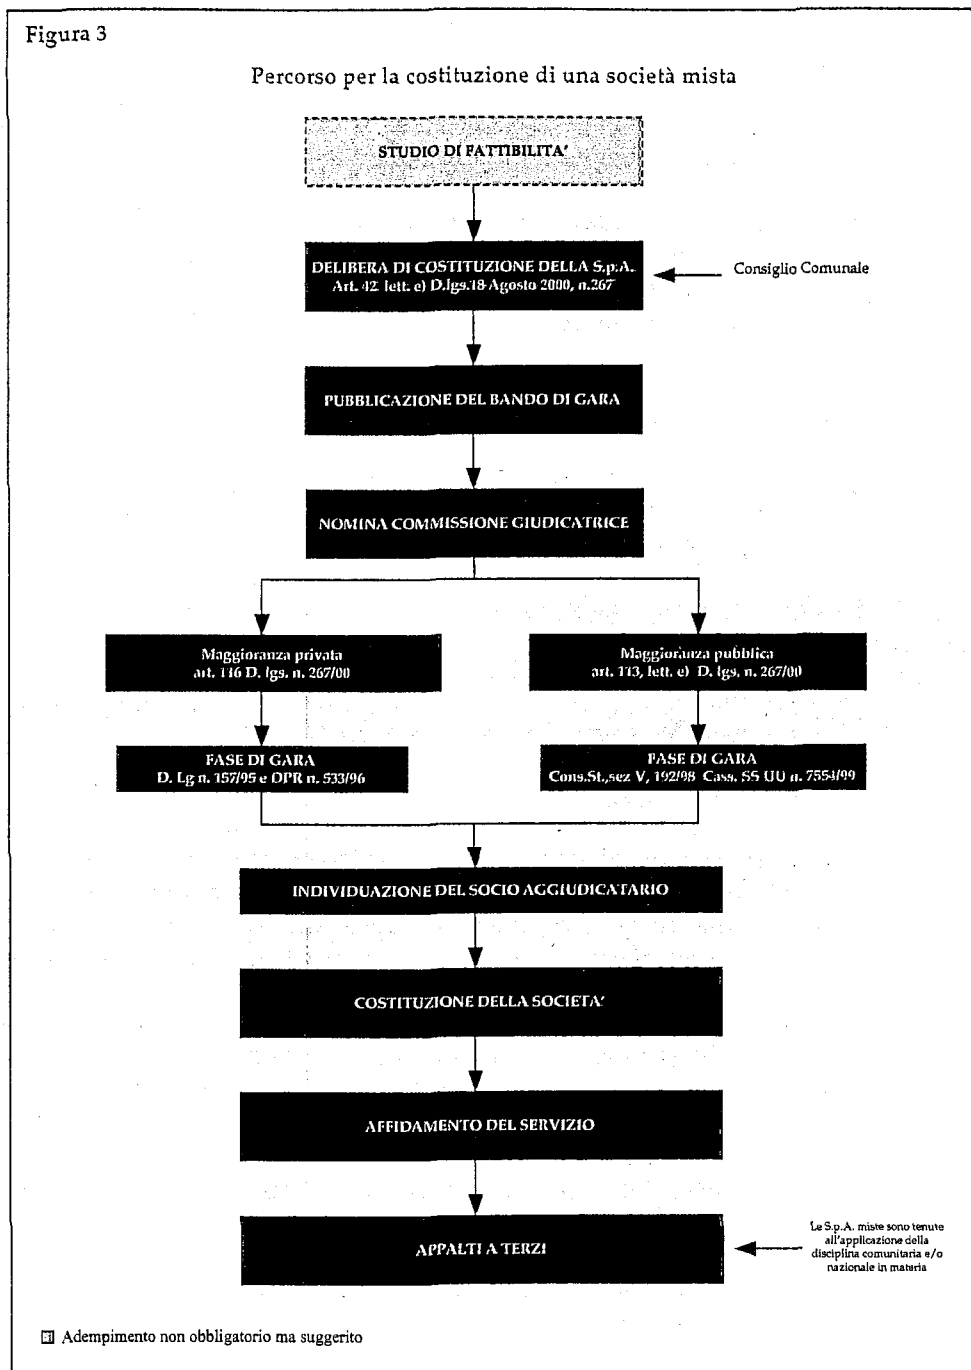 Figura 3
Percorso per la costituzione di una società mista
STUDIO DI FATTIBILITA'
DELIBERA DI COSTITUZIONE DELLA S.p.A.
Art. 42 lett. e) D.lgs.18 Agosto 2000, n.267
Consiglio Comunale
PUBBLICAZIONE DEL BANDO DI GARA
NOMINA COMMISSIONE GIUDICATRICE
Maggioranza privata
art. 116 D. lgs. n. 267/00
Maggioranza pubblica
art. 113, lett. e) D. lgs. n. 267/00
FASE DI GARA
D. Lg n. 157/95 e DPR n. 533/96
FASE DI GARA
Cons.St.,sez V, 192/98 Cass. SS UU n. 7554/99
INDIVIDUAZIONE DEL SOCIO AGGIUDICATARIO
COSTITUZIONE DELLA SOCIETA'
AFFIDAMENTO DEL SERVIZIO
APPALTI A TERZI
Le S.p.A. miste sono tenute
all'applicazione della
disciplina comunitaria e/o
nazionale in materia
Adempimento non obbligatorio ma suggerito